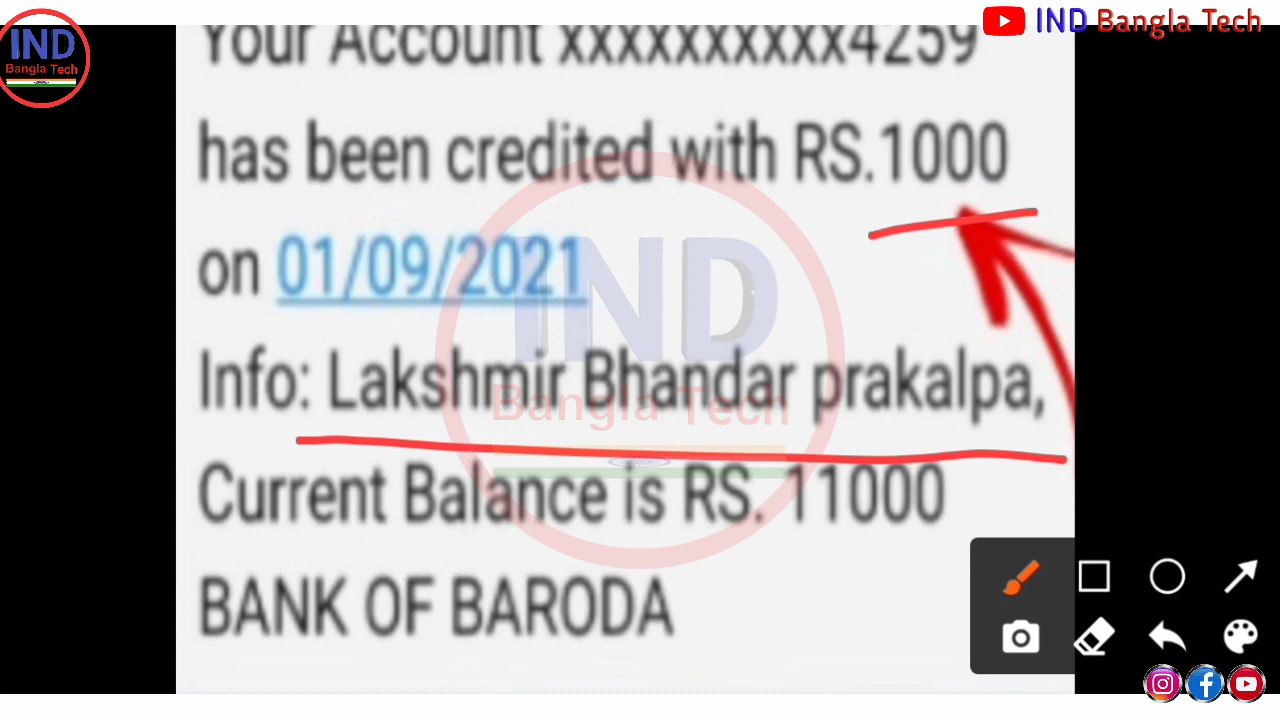 IND Bangla Tech
IND
Bangla Tech
Your Account xxxxxxxxxx4259
has been credited with RS.1000
on 01/09/2021
Info: Lakshmir Bhandar prakalpa,
Current Balance is RS. 11000
BANK OF BARODA
IND
Bangla Tech